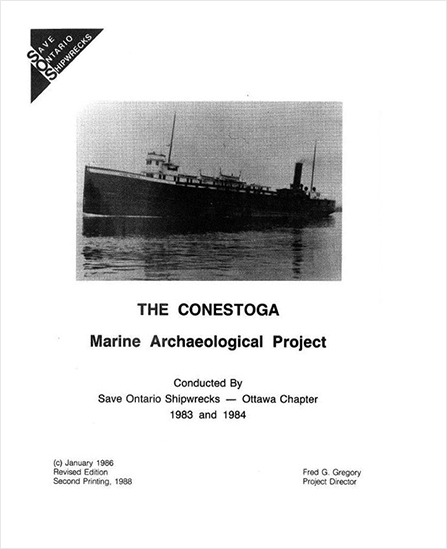 SAVE
ONTARIO
SHIPWRECKS
THE CONESTOGA
Marine Archaeological Project
Conducted By
Save Ontario Shipwrecks — Ottawa Chapter
1983 and 1984
(c) January 1986
Revised Edition
Second Printing, 1988
Fred G. Gregory
Project Director